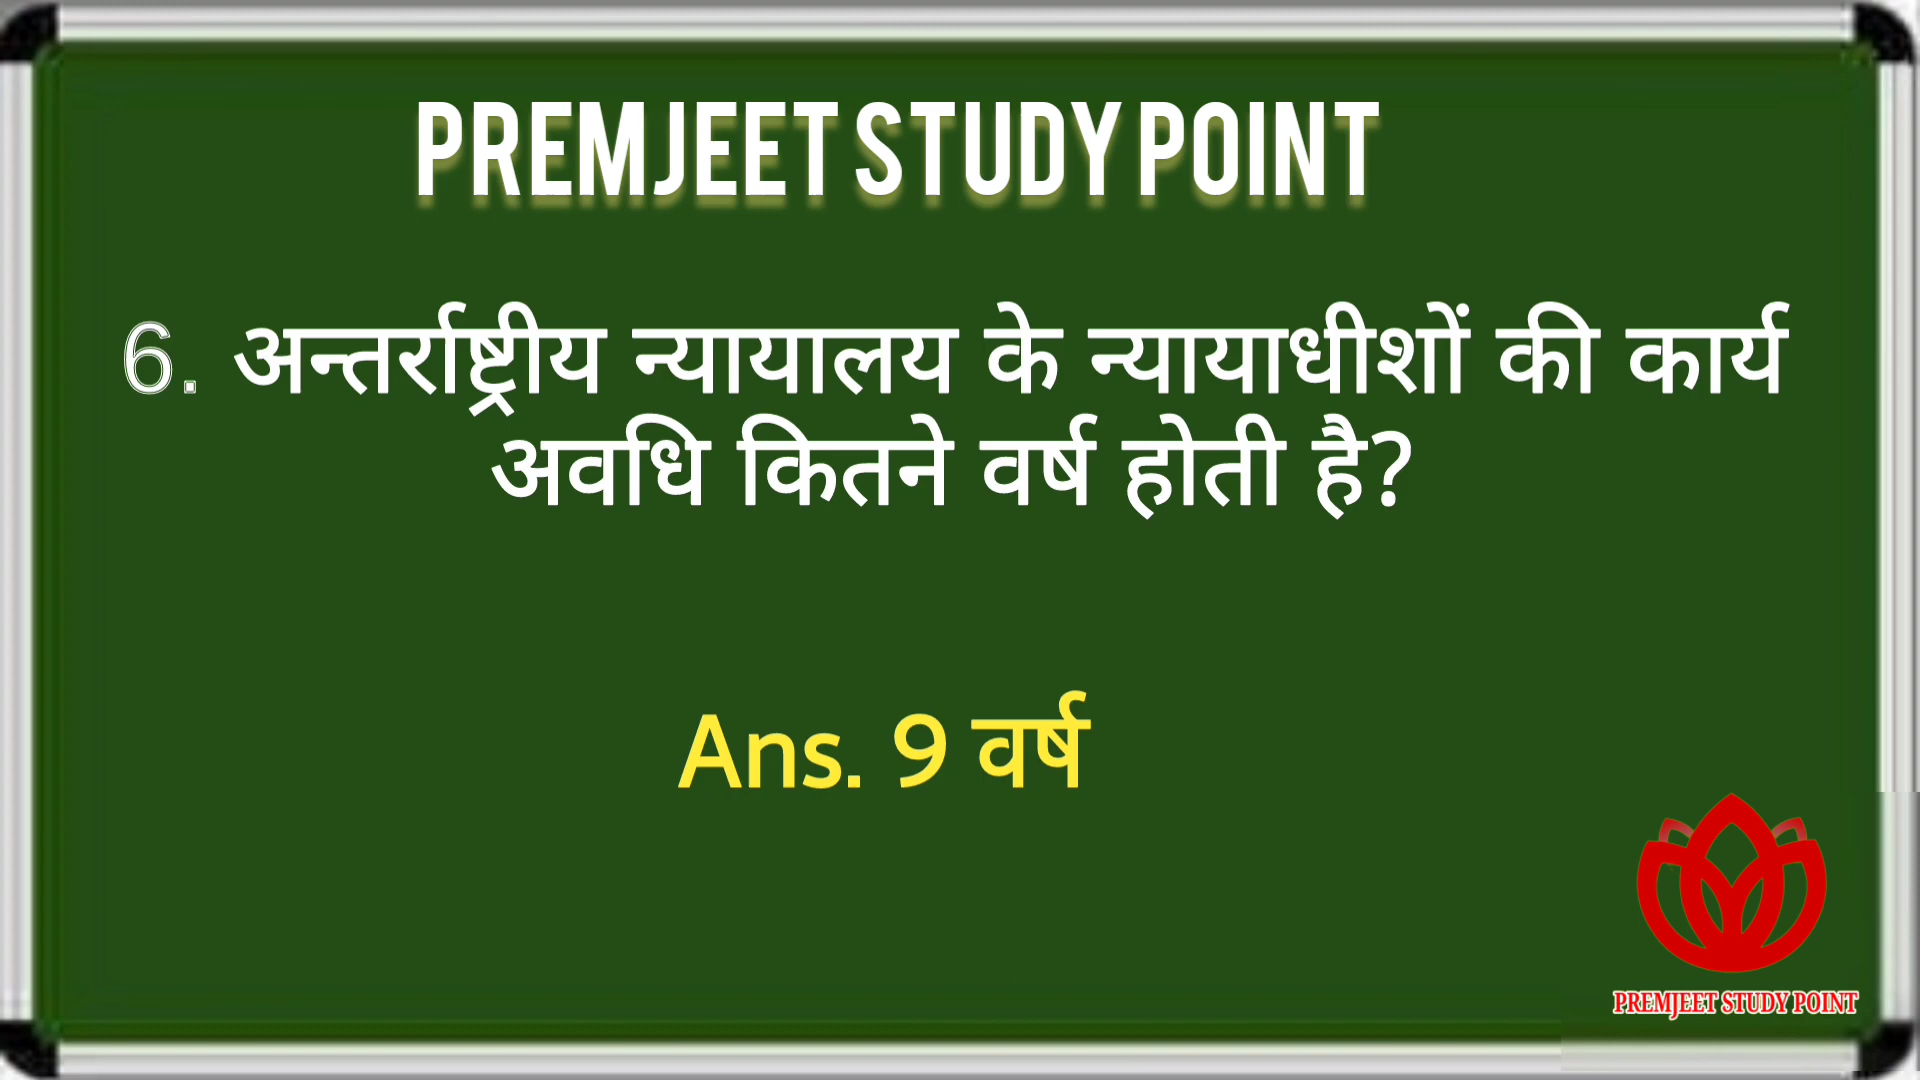 PREMJEET STUDY POINT
6. अन्तर्राष्ट्रीय न्यायालय के न्यायाधीशों की कार्य
अवधि कितने वर्ष होती है?
Ans. 9 वर्ष
PREMJEET STUDY POINT